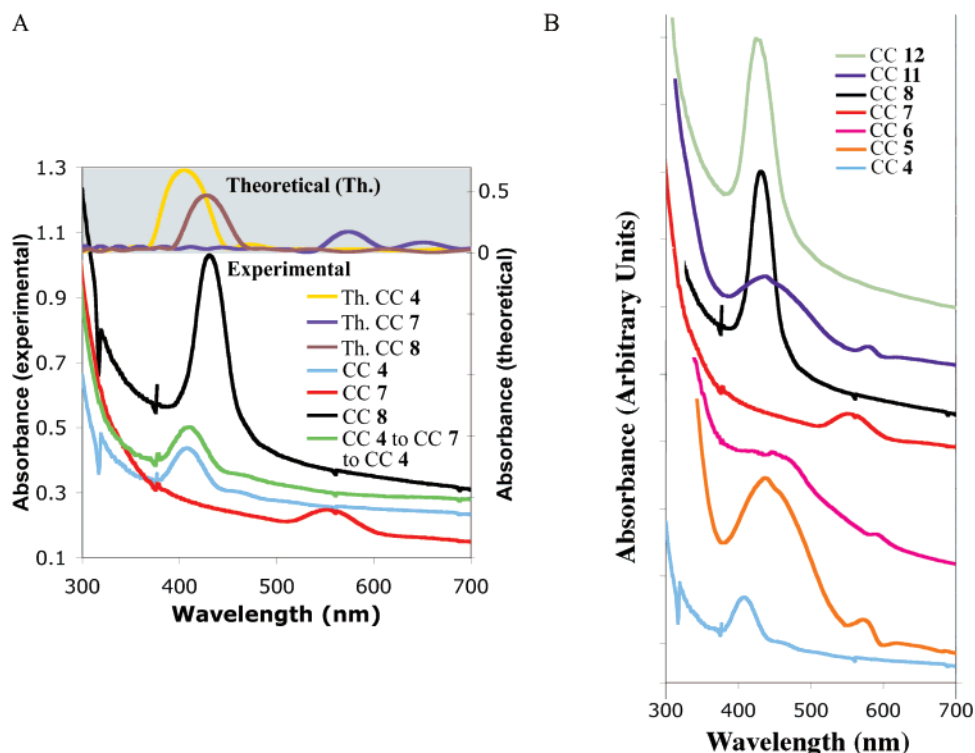 A
1.3
1.1
0.9
0.7
0.5
0.3
0.1
Absorbance (experimental)
Theoretical (Th.)
Experimental
Th. CC 4
Th. CC 7
Th. CC 8
CC 4
CC 7
CC 8
CC 4 to CC 7
to CC 4
0.5
0
Absorbance (theoretical)
300 400 500 600 700
Wavelength (nm)
B
CC 12
CC 11
CC 8
CC 7
CC 6
CC 5
CC 4
Absorbance (Arbitrary Units)
300 400 500 600 700
Wavelength (nm)